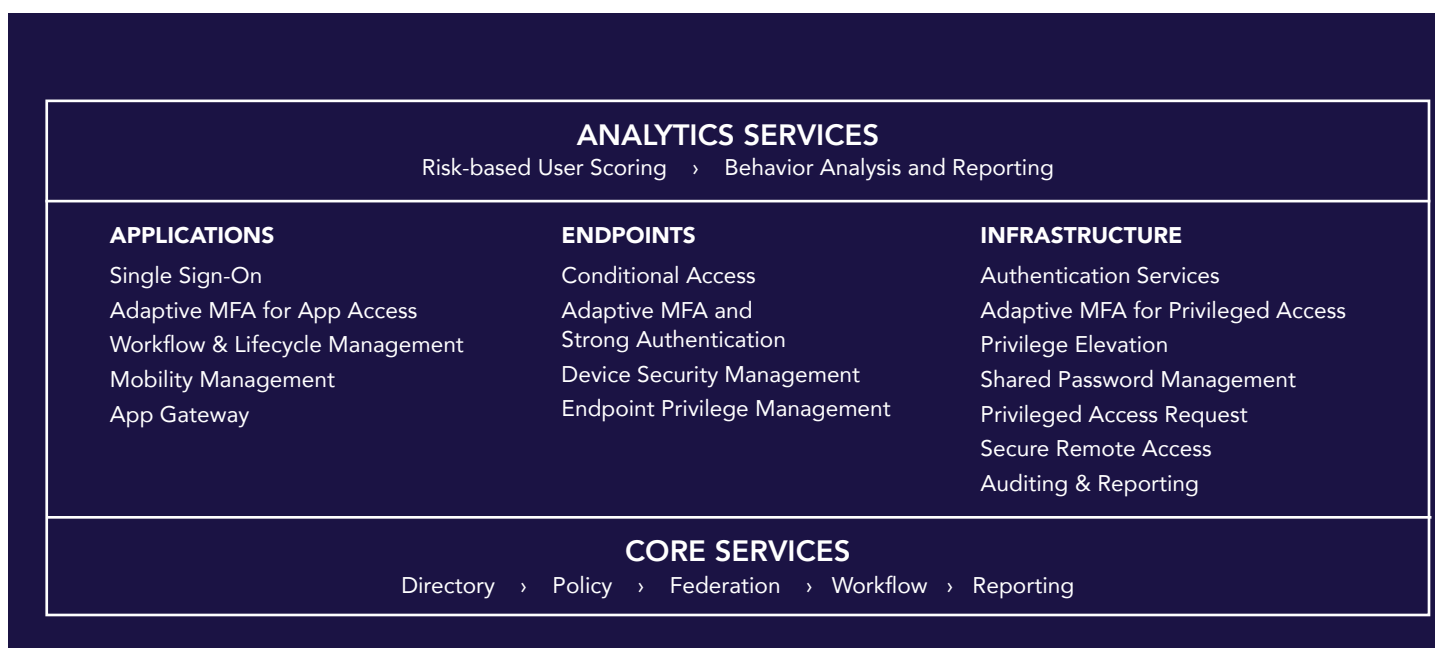 ANALYTICS SERVICES
Risk-based User Scoring › Behavior Analysis and Reporting
APPLICATIONS
Single Sign-On
Adaptive MFA for App Access
Workflow & Lifecycle Management
Mobility Management
App Gateway
ENDPOINTS
Conditional Access
Adaptive MFA and
Strong Authentication
Device Security Management
Endpoint Privilege Management
INFRASTRUCTURE
Authentication Services
Adaptive MFA for Privileged Access
Privilege Elevation
Shared Password Management
Privileged Access Request
Secure Remote Access
Auditing & Reporting
CORE SERVICES
Directory › Policy › Federation › Workflow › Reporting